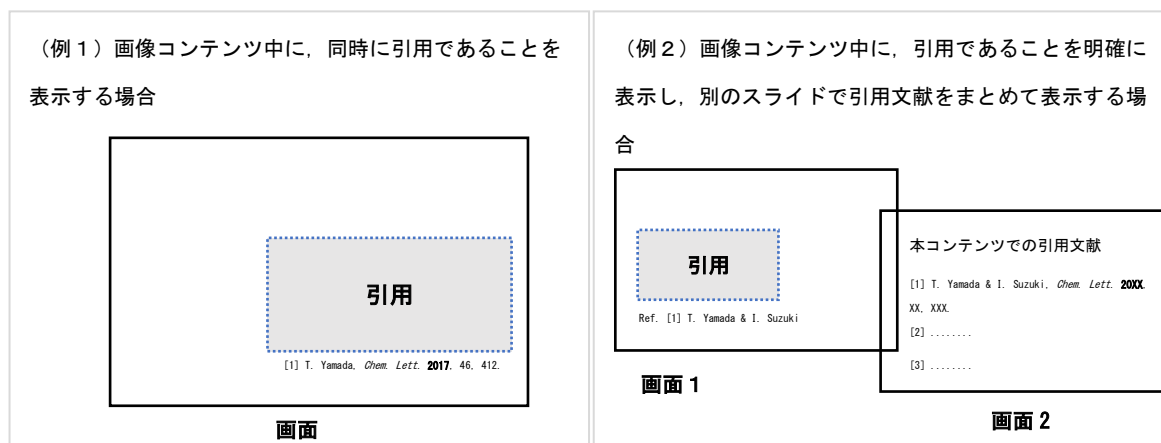 （例１）画像コンテンツ中に，同時に引用であることを
表示する場合
引用
[1] T. Yamada, Chem. Lett. 2017, 46, 412.
画面
（例２）画像コンテンツ中に，引用であることを明確に
表示し，別のスライドで引用文献をまとめて表示する場
合
引用
Ref. [1] T. Yamada & I. Suzuki
画面１
本コンテンツでの引用文献
[1] T. Yamada & I. Suzuki, Chem. Lett. 20XX,
XX, XXX.
[2] ........
[3] ........
画面２